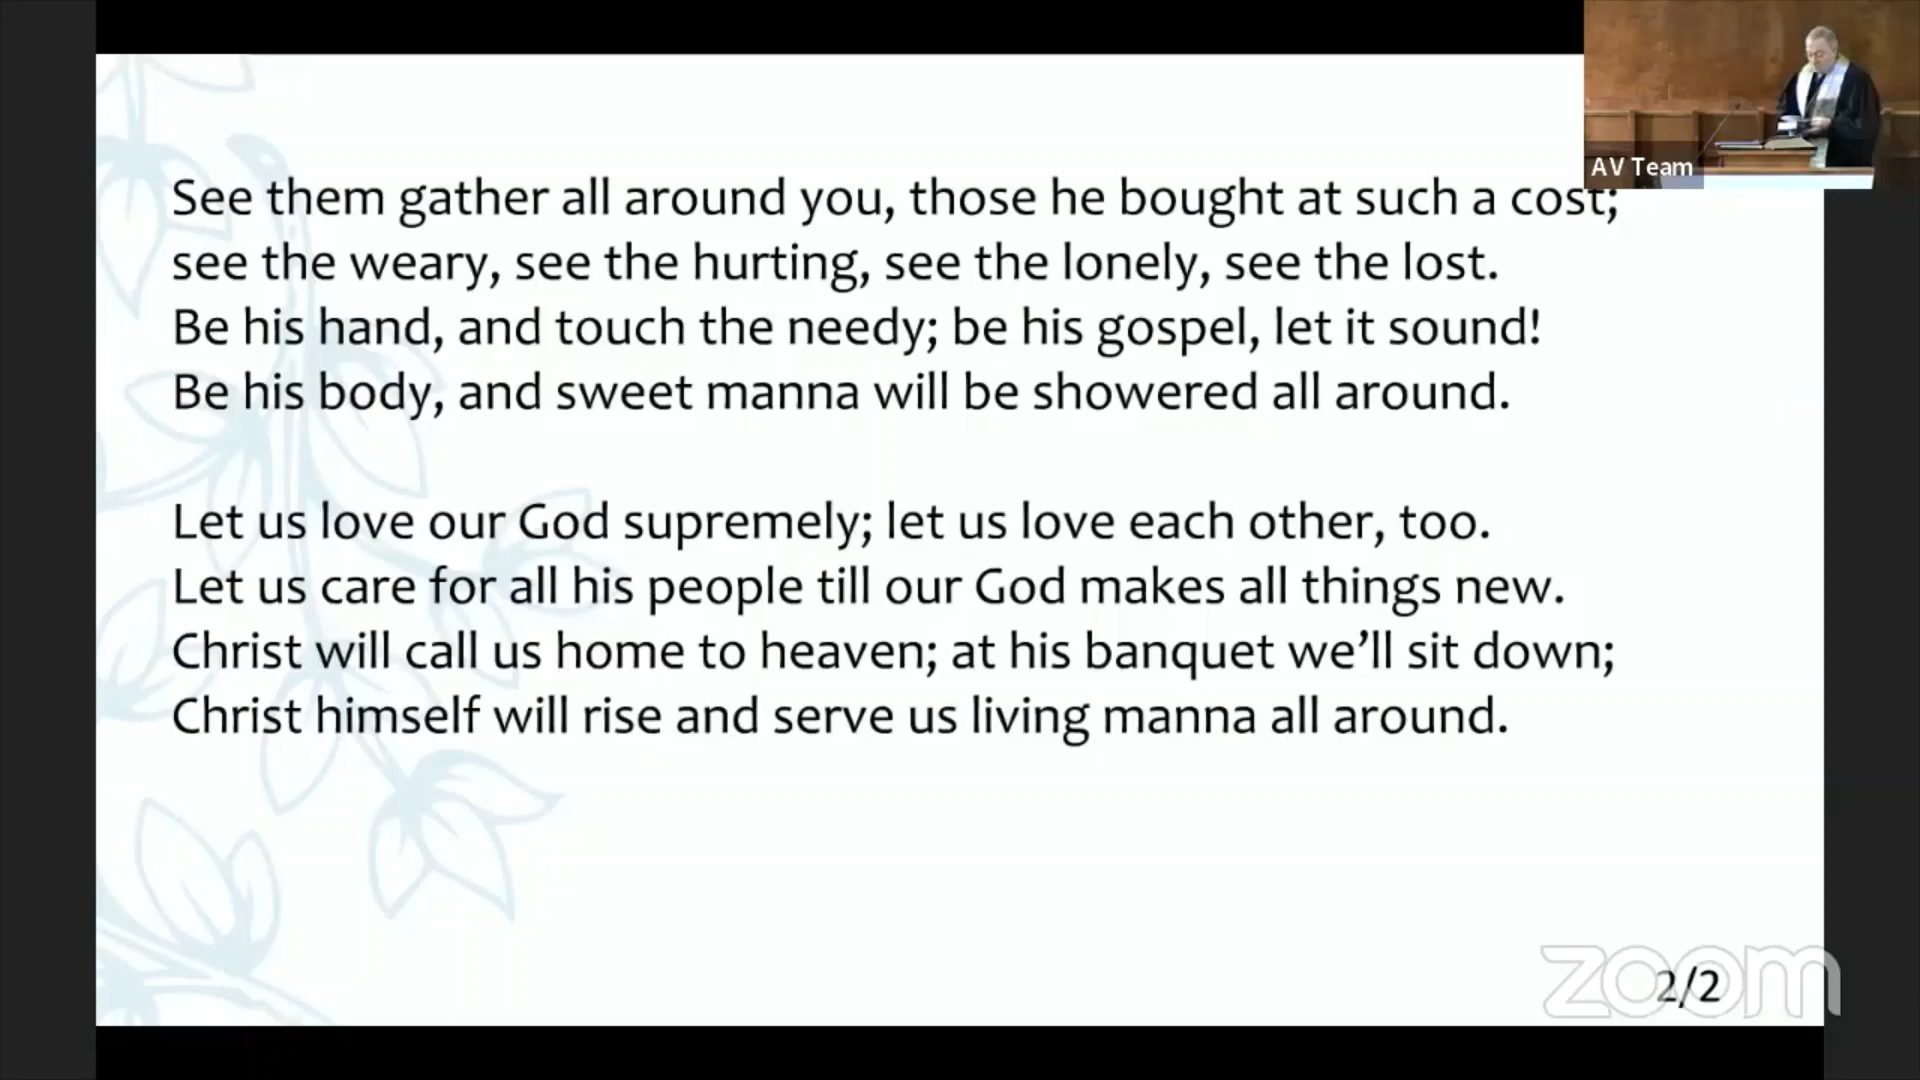 AV Team
See them gather all around you, those he bought at such a cost;
see the weary, see the hurting, see the lonely, see the lost.
Be his hand, and touch the needy; be his gospel, let it sound!
Be his body, and sweet manna will be showered all around.
Let us love our God supremely; let us love each other, too.
Let us care for all his people till our God makes all things new.
Christ will call us home to heaven; at his banquet we’ll sit down;
Christ himself will rise and serve us living manna all around.
zoom
2/2